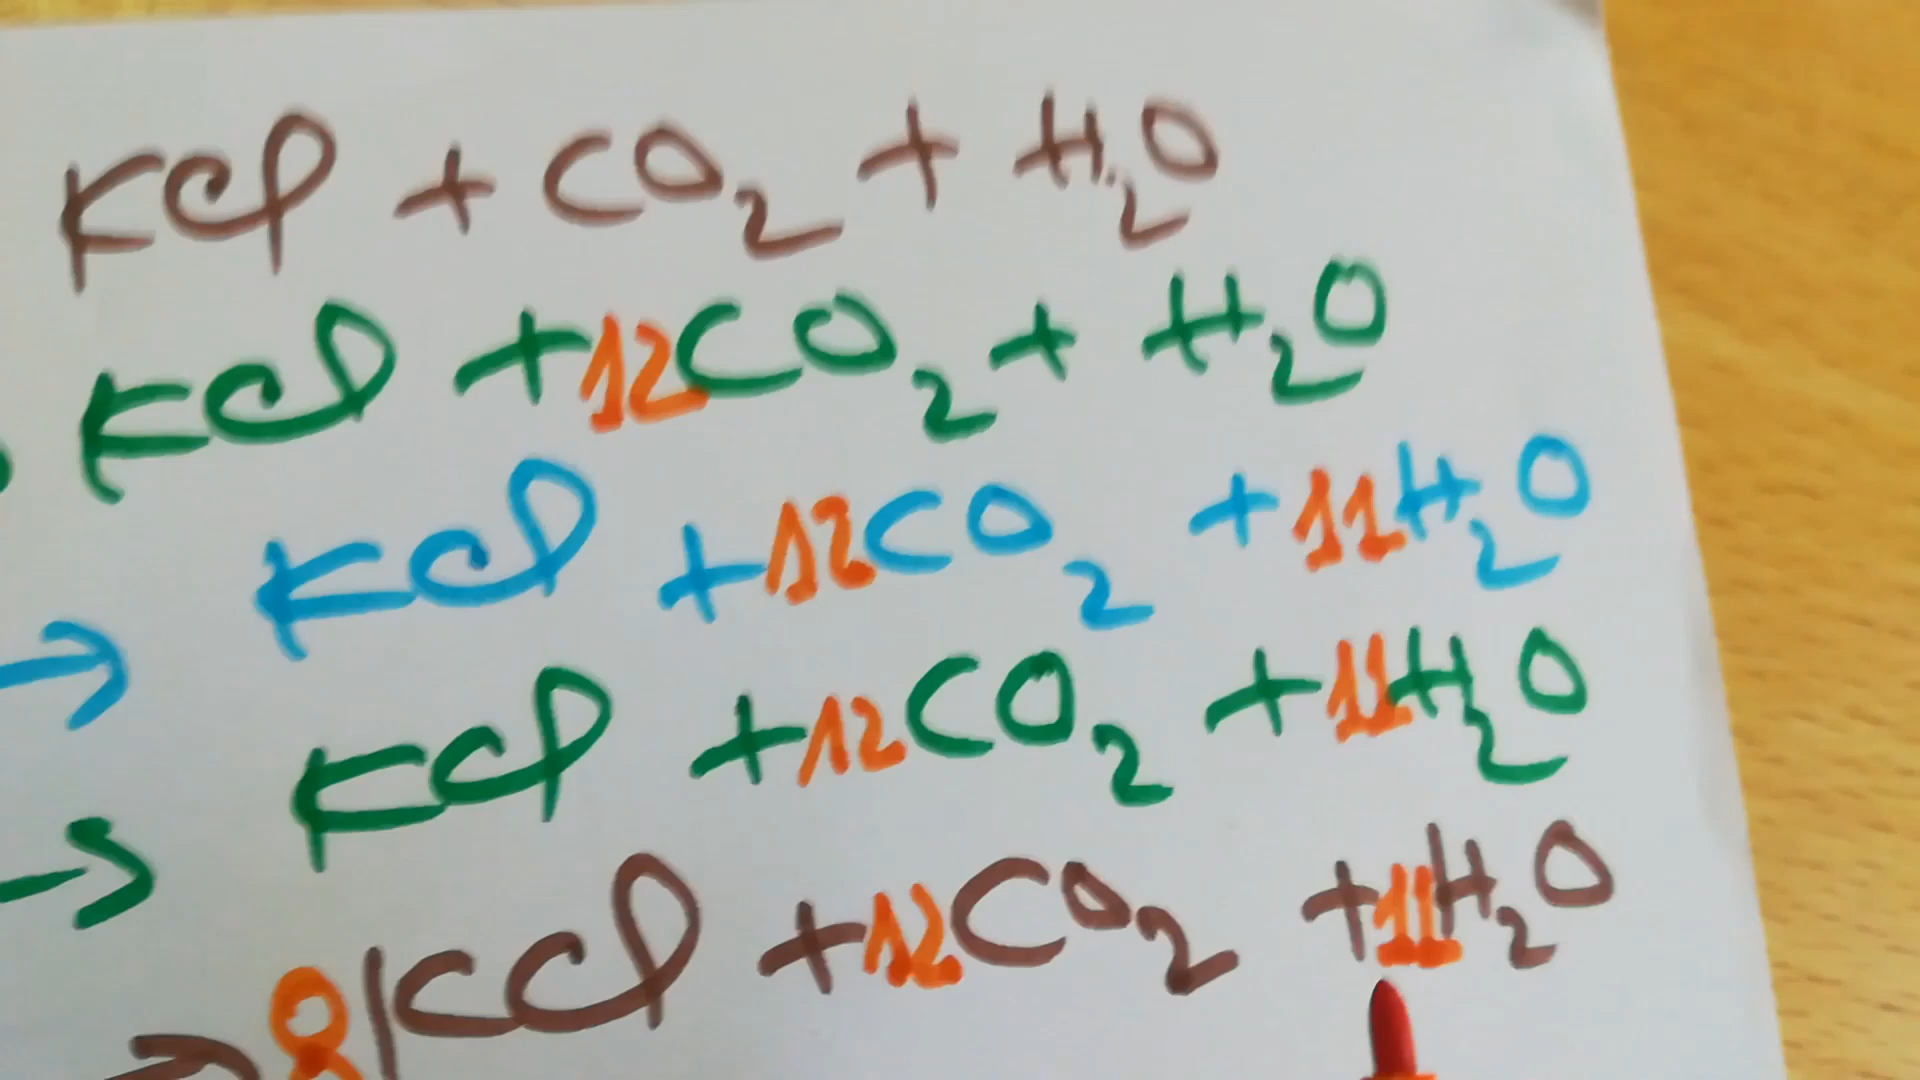 KCl + CO₂ + H₂O
KCl + 12CO₂ + H₂O
→ KCl + 12CO₂ + 11H₂O
→ KCl + 12CO₂ + 11H₂O
→ 8KCl + 12CO₂ + 11H₂O